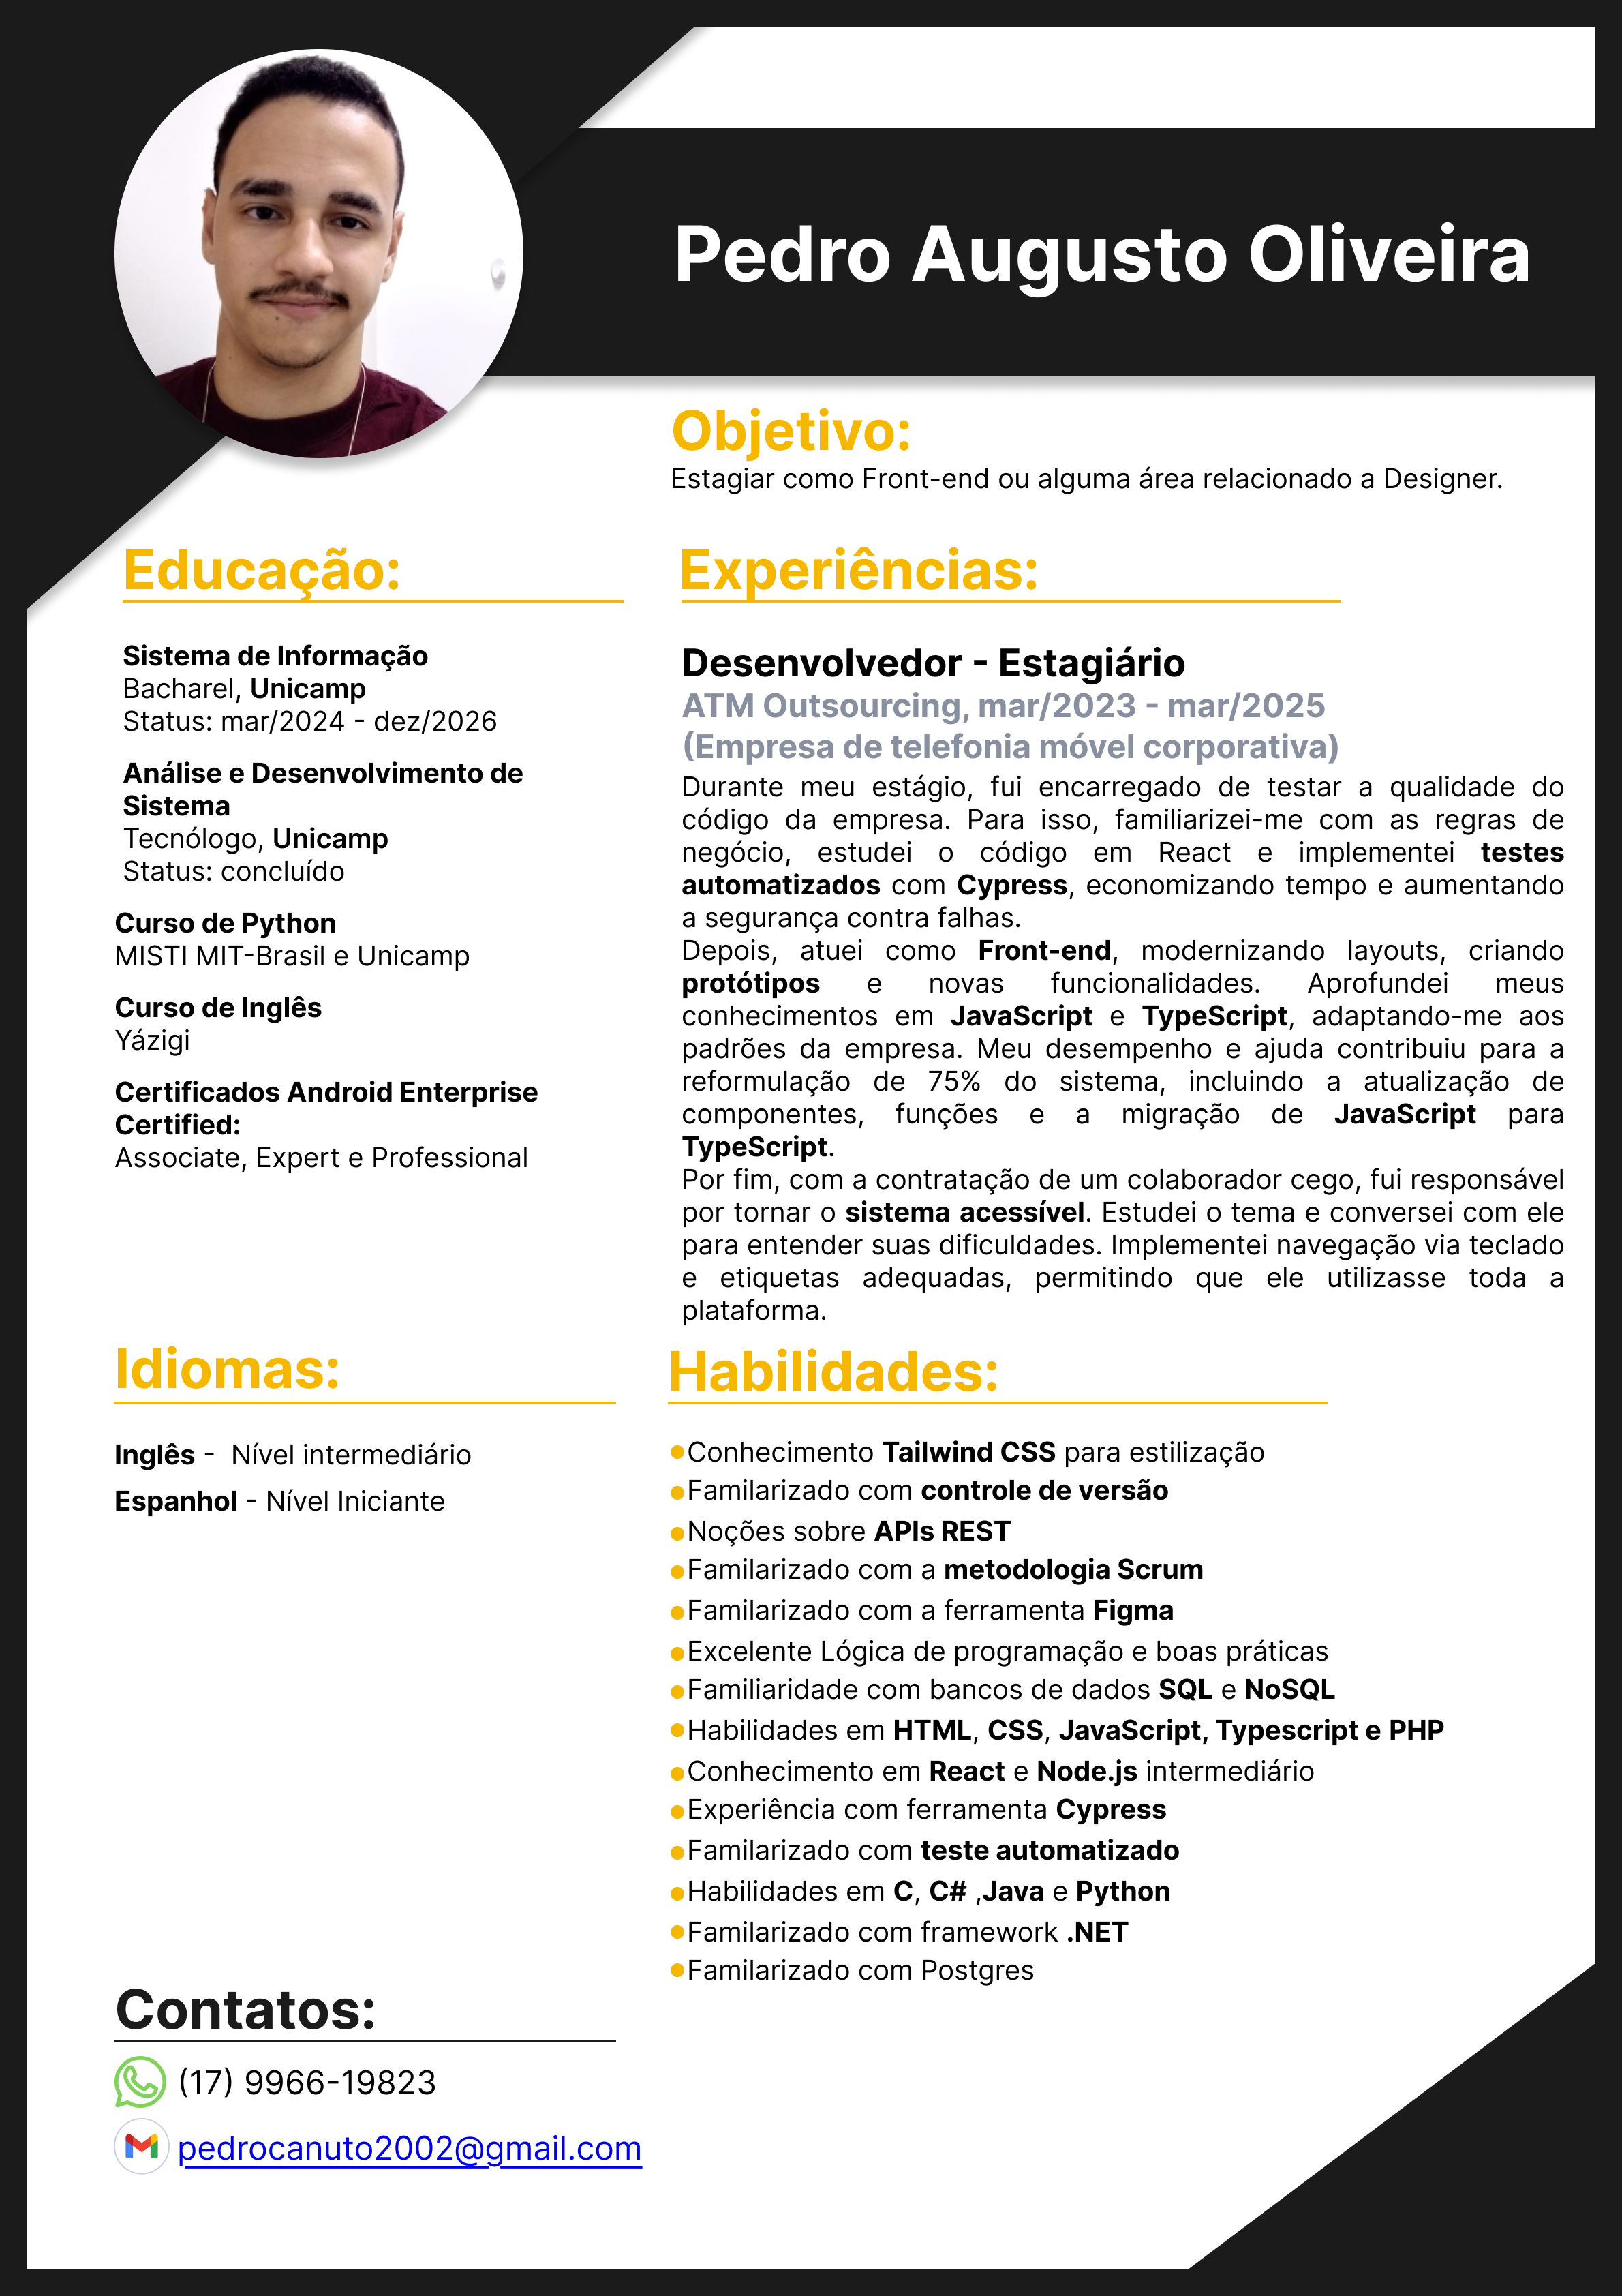 Pedro Augusto Oliveira
Objetivo:
Estagiar como Front-end ou alguma área relacionado a Designer.
Educação:
Sistema de Informação
Bacharel, Unicamp
Status: mar/2024 - dez/2026
Análise e Desenvolvimento de
Sistema
Tecnólogo, Unicamp
Status: concluído
Curso de Python
MISTI MIT-Brasil e Unicamp
Curso de Inglês
Yázigi
Certificados Android Enterprise
Certified:
Associate, Expert e Professional
Experiências:
Desenvolvedor - Estagiário
ATM Outsourcing, mar/2023 - mar/2025
(Empresa de telefonia móvel corporativa)
Durante meu estágio, fui encarregado de testar a qualidade do
código da empresa. Para isso, familiarizei-me com as regras de
negócio, estudei o código em React e implementei testes
automatizados com Cypress, economizando tempo e aumentando
a segurança contra falhas.
Depois, atuei como Front-end, modernizando layouts, criando
protótipos e novas funcionalidades. Aprofundei meus
conhecimentos em JavaScript e TypeScript, adaptando-me aos
padrões da empresa. Meu desempenho e ajuda contribuiu para a
reformulação de 75% do sistema, incluindo a atualização de
componentes, funções e a migração de JavaScript para
TypeScript.
Por fim, com a contratação de um colaborador cego, fui responsável
por tornar o sistema acessível. Estudei o tema e conversei com ele
para entender suas dificuldades. Implementei navegação via teclado
e etiquetas adequadas, permitindo que ele utilizasse toda a
plataforma.
Idiomas:
Inglês - Nível intermediário
Espanhol - Nível Iniciante
Habilidades:
Conhecimento Tailwind CSS para estilização
Familarizado com controle de versão
Noções sobre APIs REST
Familarizado com a metodologia Scrum
Familarizado com a ferramenta Figma
Excelente Lógica de programação e boas práticas
Familiaridade com bancos de dados SQL e NoSQL
Habilidades em HTML, CSS, JavaScript, Typescript e PHP
Conhecimento em React e Node.js intermediário
Experiência com ferramenta Cypress
Familarizado com teste automatizado
Habilidades em C, C# ,Java e Python
Familarizado com framework .NET
Familarizado com Postgres
Contatos:
(17) 9966-19823
pedrocanuto2002@gmail.com